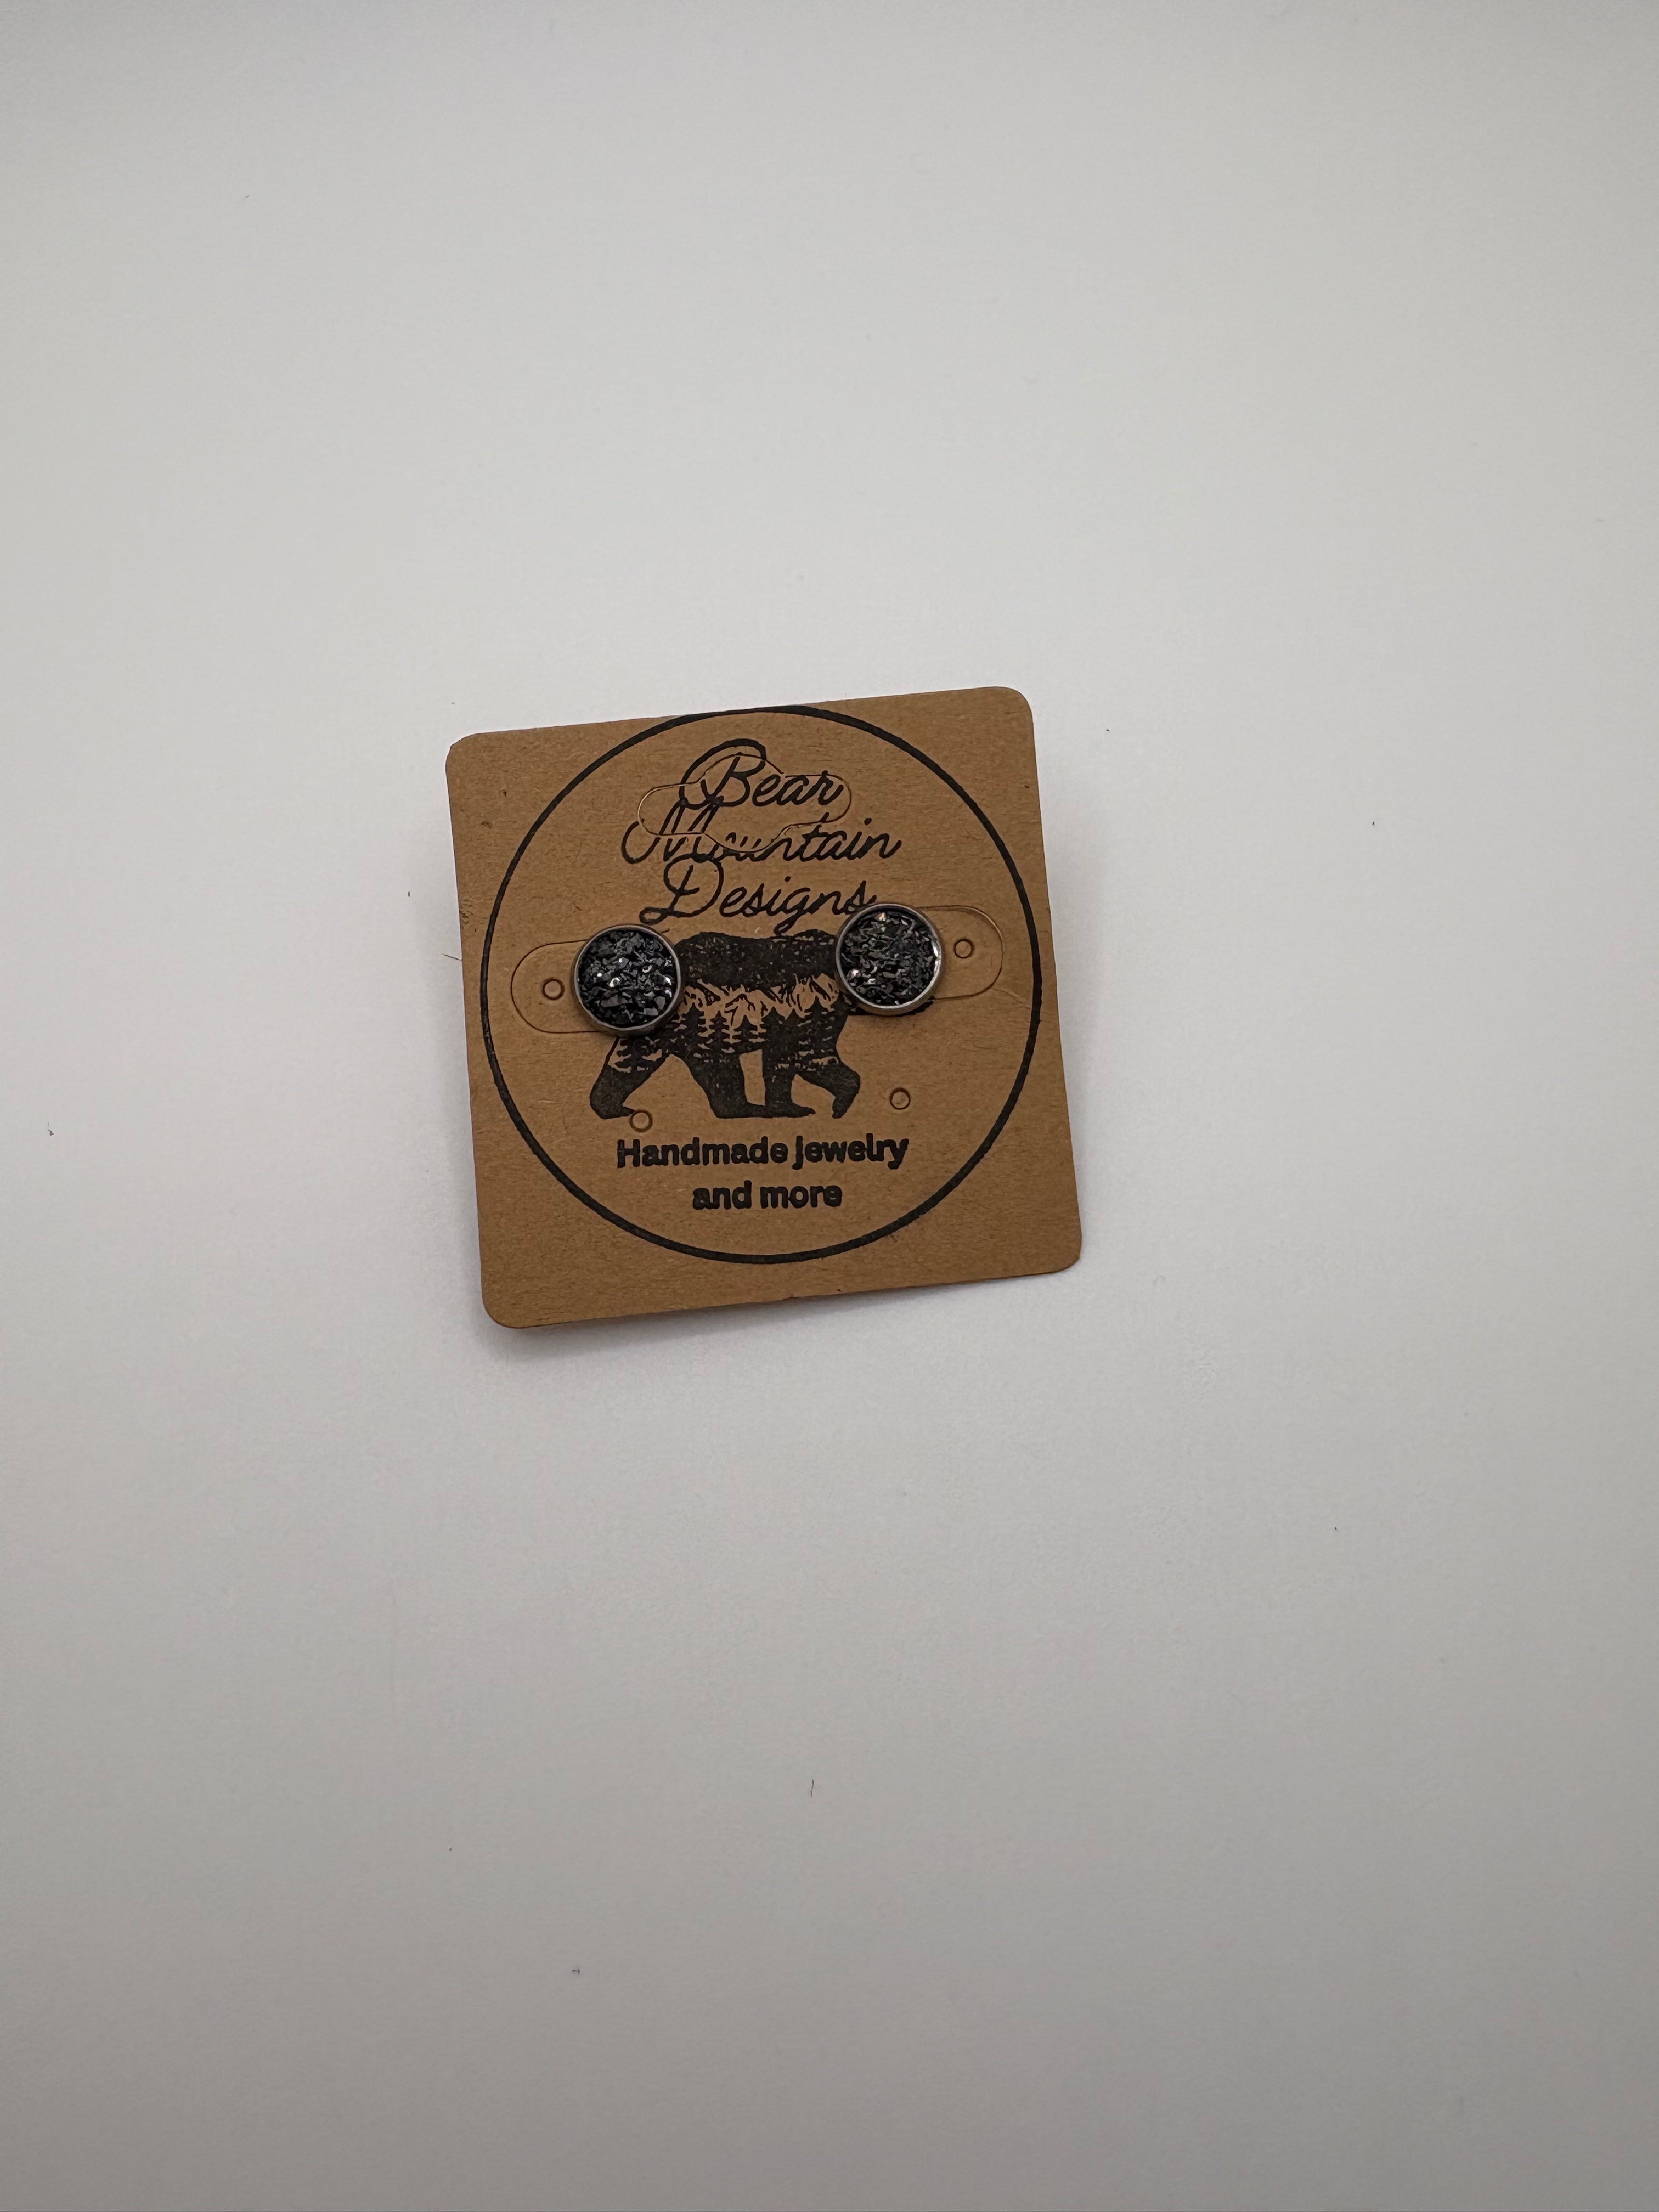 Bear
Mountain
Designs
Handmade Jewelry
and more